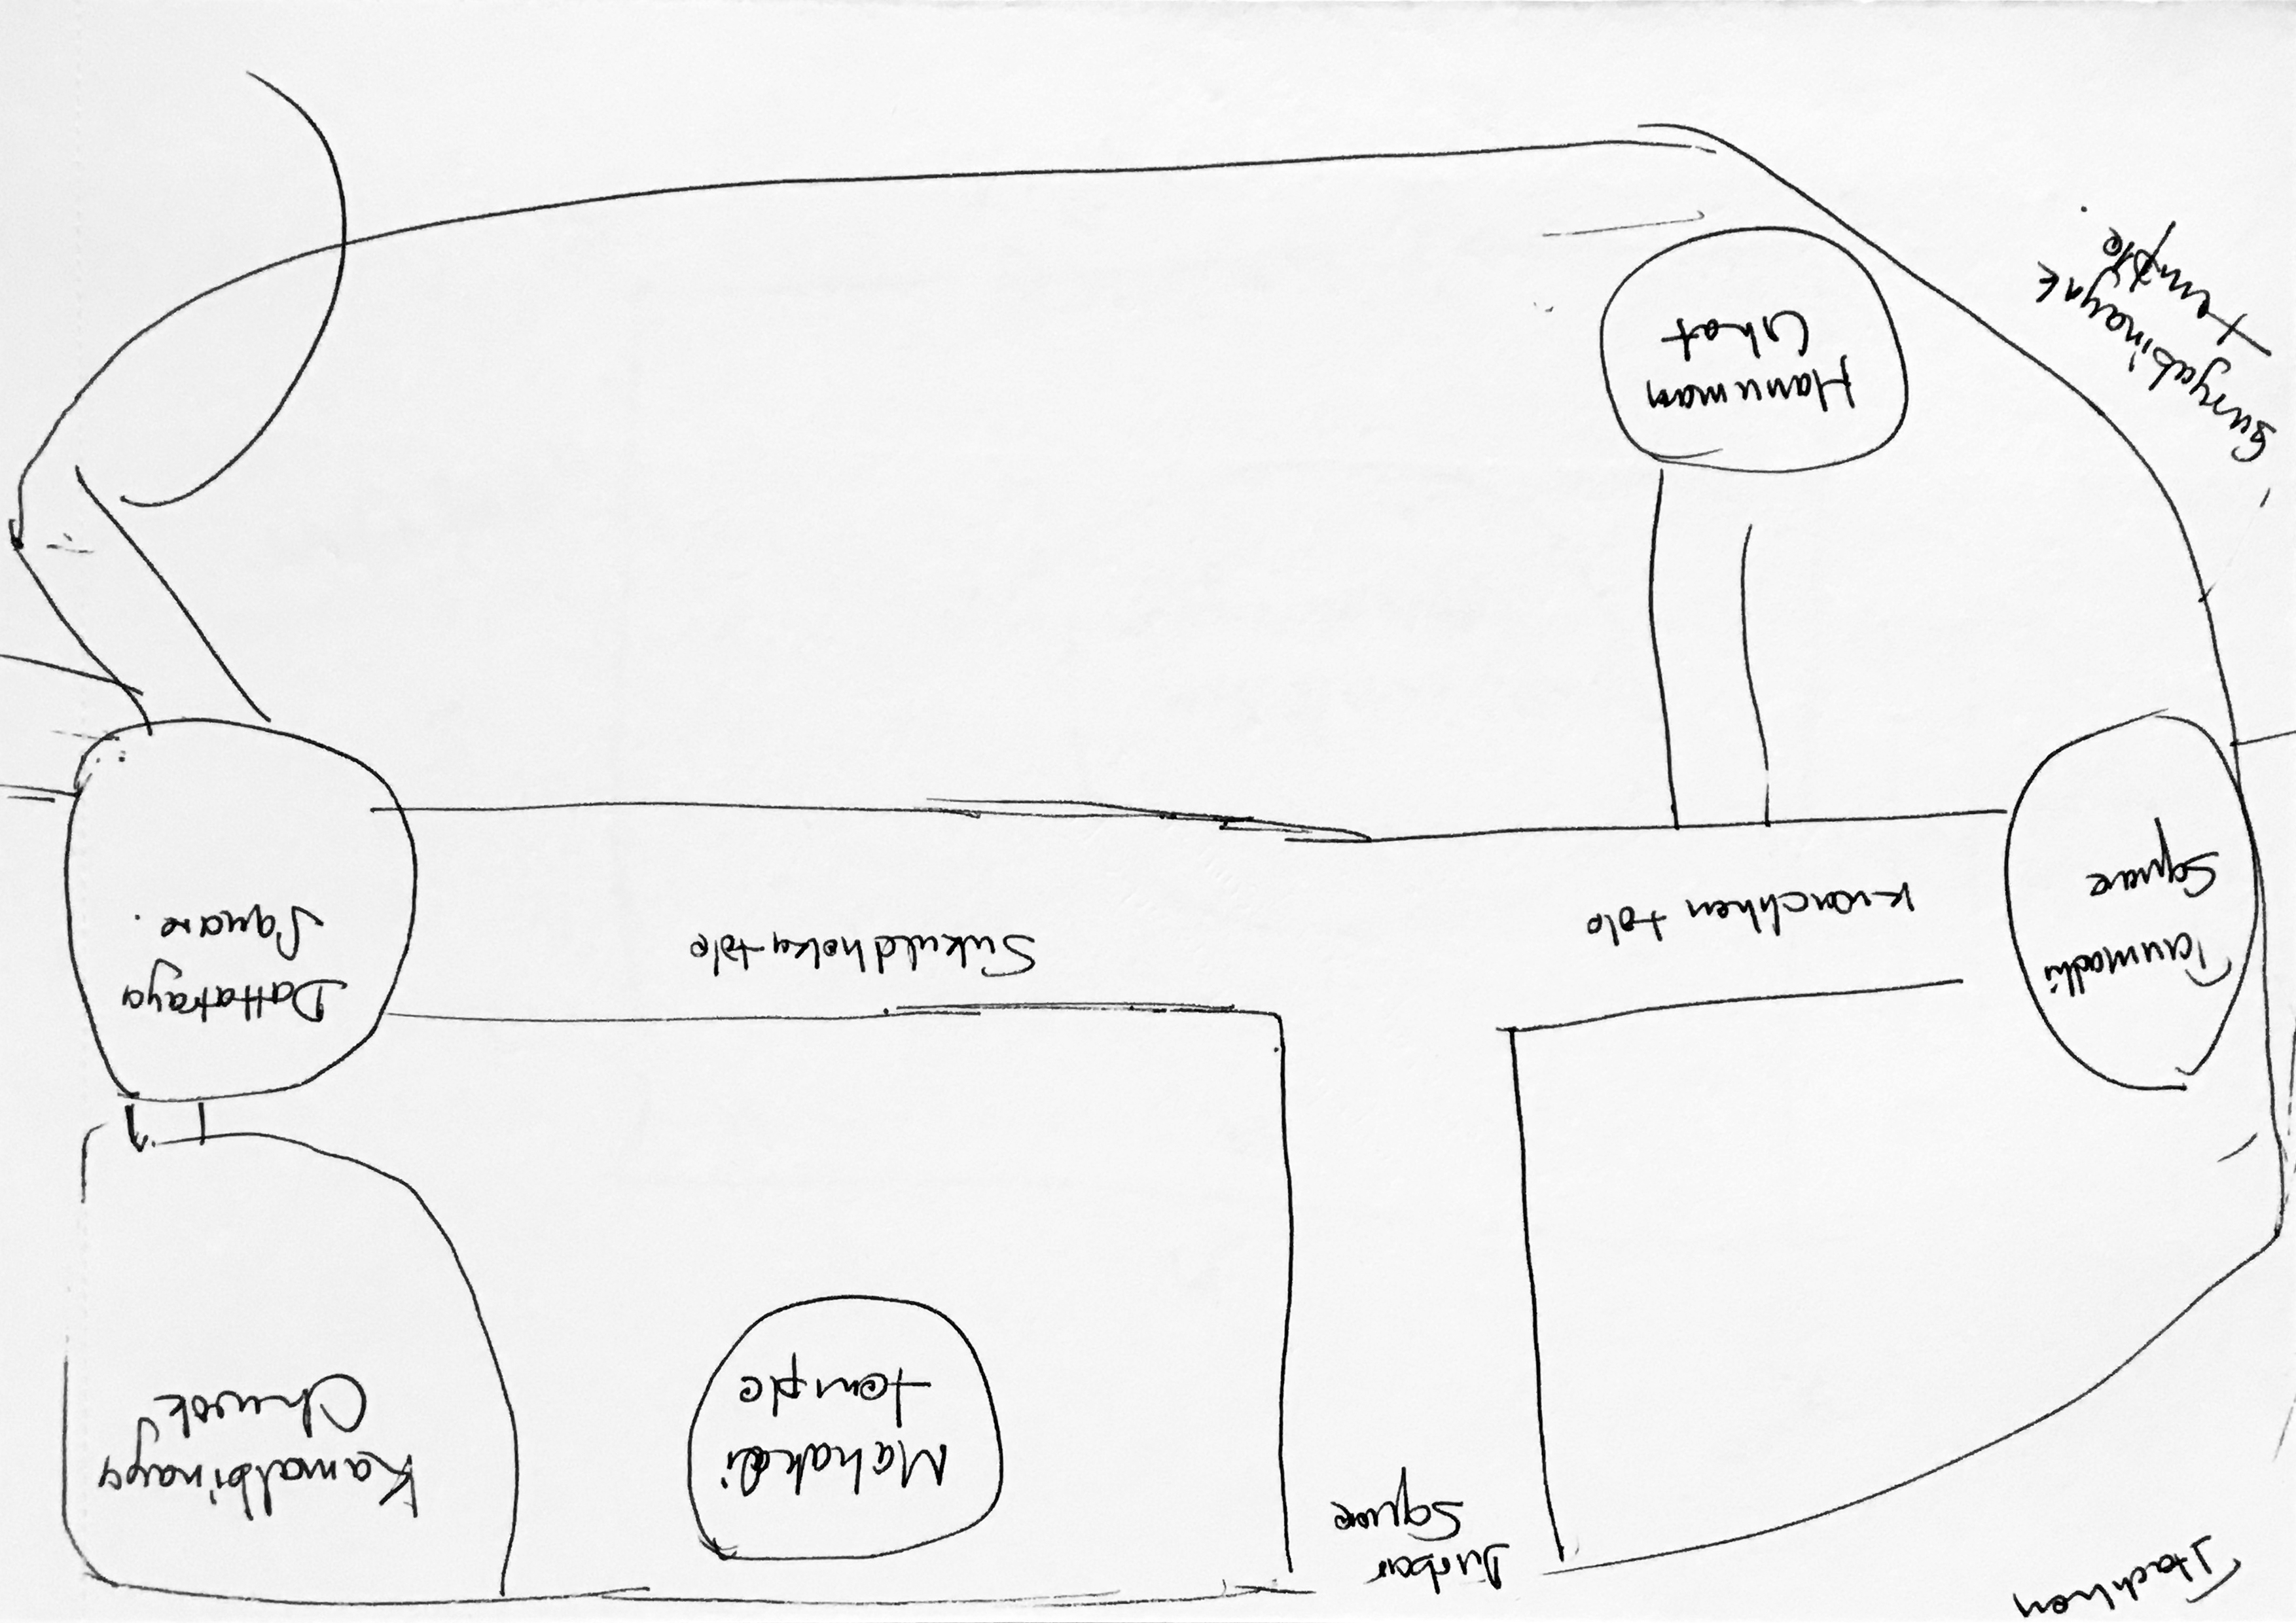 Itachhen
Durbar
Square
Mahakali
temple
Kamalbinaya
Chwok
Taumadhi
Square
Kwachhen tole
Sukuldhoka tole
Dattatraya
Square.
Hanuman
Ghat
Suryabinayak
temple.